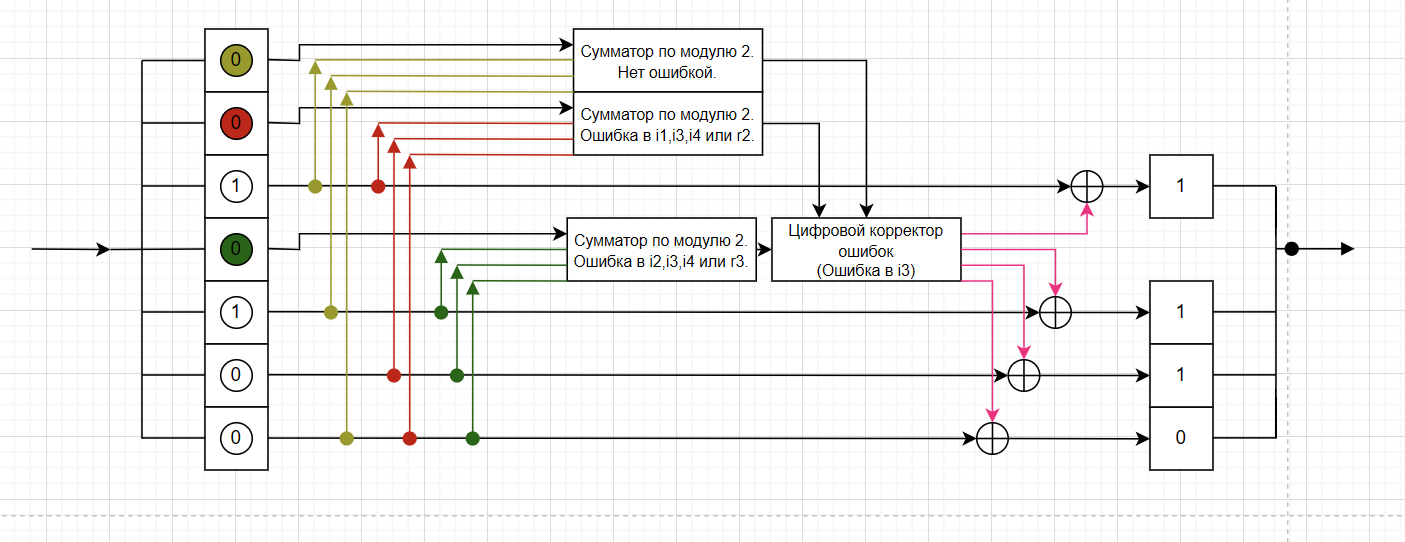 0
Сумматор по модулю 2.
Нет ошибкой.
0
Сумматор по модулю 2.
Ошибка в i1,i3,i4 или r2.
1
1
0
Сумматор по модулю 2.
Ошибка в i2,i3,i4 или r3.
Цифровой корректор
ошибок
(Ошибка в i3)
1
1
0
1
0
0